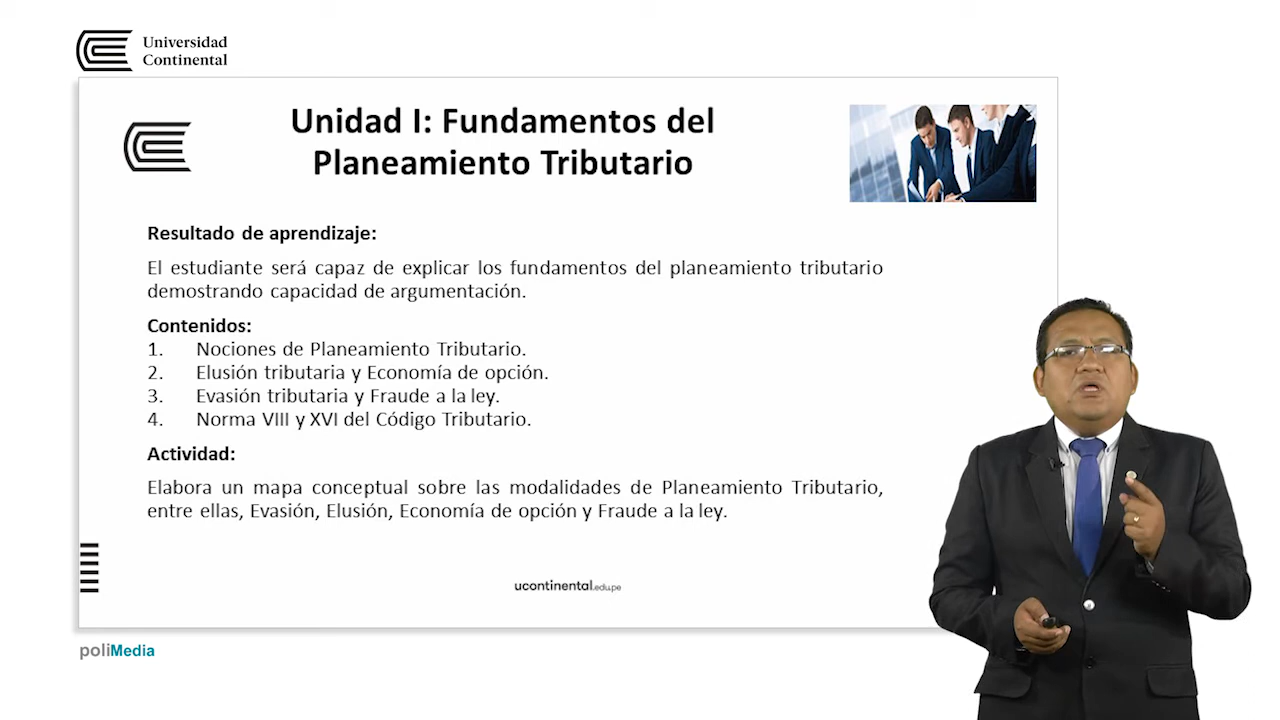 Universidad
Continental
Unidad I: Fundamentos del
Planeamiento Tributario
Resultado de aprendizaje:
El estudiante será capaz de explicar los fundamentos del planeamiento tributario
demostrando capacidad de argumentación.
Contenidos:
1. Nociones de Planeamiento Tributario.
2. Elusión tributaria y Economía de opción.
3. Evasión tributaria y Fraude a la ley.
4. Norma VIII y XVI del Código Tributario.
Actividad:
Elabora un mapa conceptual sobre las modalidades de Planeamiento Tributario,
entre ellas, Evasión, Elusión, Economía de opción y Fraude a la ley.
ucontinental.edu.pe
poliMedia